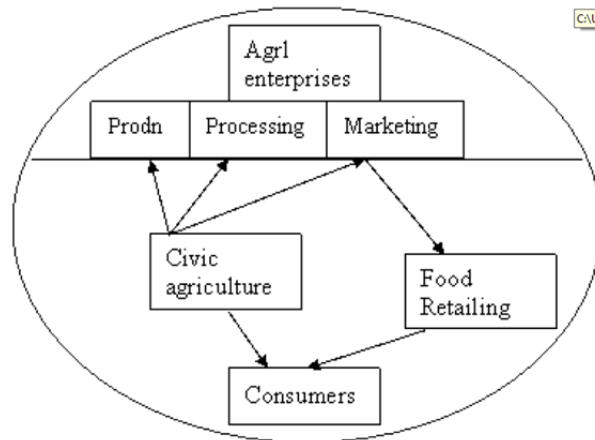 C:\U
Agrl
enterprises
Prodn
Processing
Marketing
Civic
agriculture
Food
Retailing
Consumers